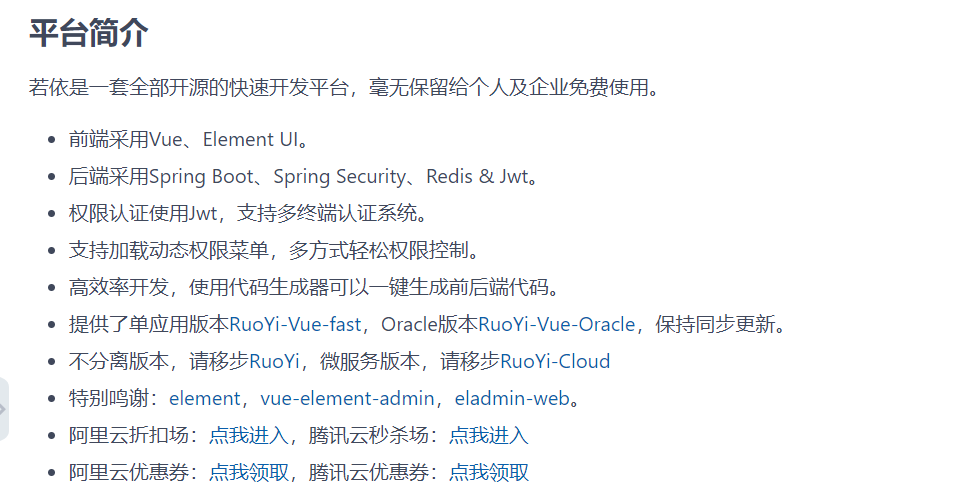 平台简介
若依是一套全部开源的快速开发平台，毫无保留给个人及企业免费使用。
前端采用Vue、Element UI。
后端采用Spring Boot、Spring Security、Redis & Jwt。
权限认证使用Jwt，支持多终端认证系统。
支持加载动态权限菜单，多方式轻松权限控制。
高效率开发，使用代码生成器可以一键生成前后端代码。
提供了单应用版本RuoYi-Vue-fast，Oracle版本RuoYi-Vue-Oracle，保持同步更新。
不分离版本，请移步RuoYi，微服务版本，请移步RuoYi-Cloud
特别鸣谢：element，vue-element-admin，eladmin-web。
阿里云折扣场：点我进入，腾讯云秒杀场：点我进入
阿里云优惠券：点我领取，腾讯云优惠券：点我领取